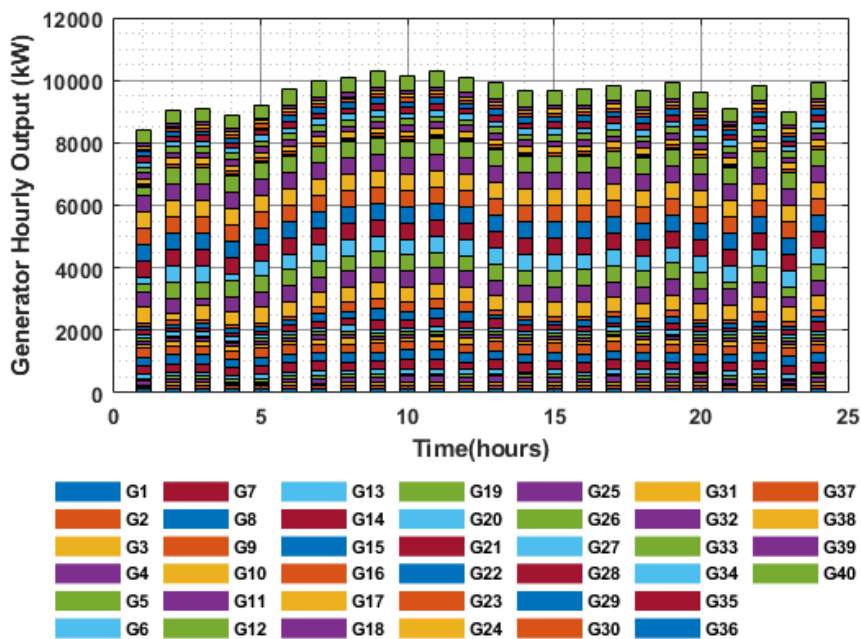 Generator Hourly Output (kW)
12000
10000
8000
6000
4000
2000
0
0 5 10 15 20 25
Time(hours)
G1 G7 G13 G19 G25 G31 G37
G2 G8 G14 G20 G26 G32 G38
G3 G9 G15 G21 G27 G33 G39
G4 G10 G16 G22 G28 G34 G40
G5 G11 G17 G23 G29 G35
G6 G12 G18 G24 G30 G36